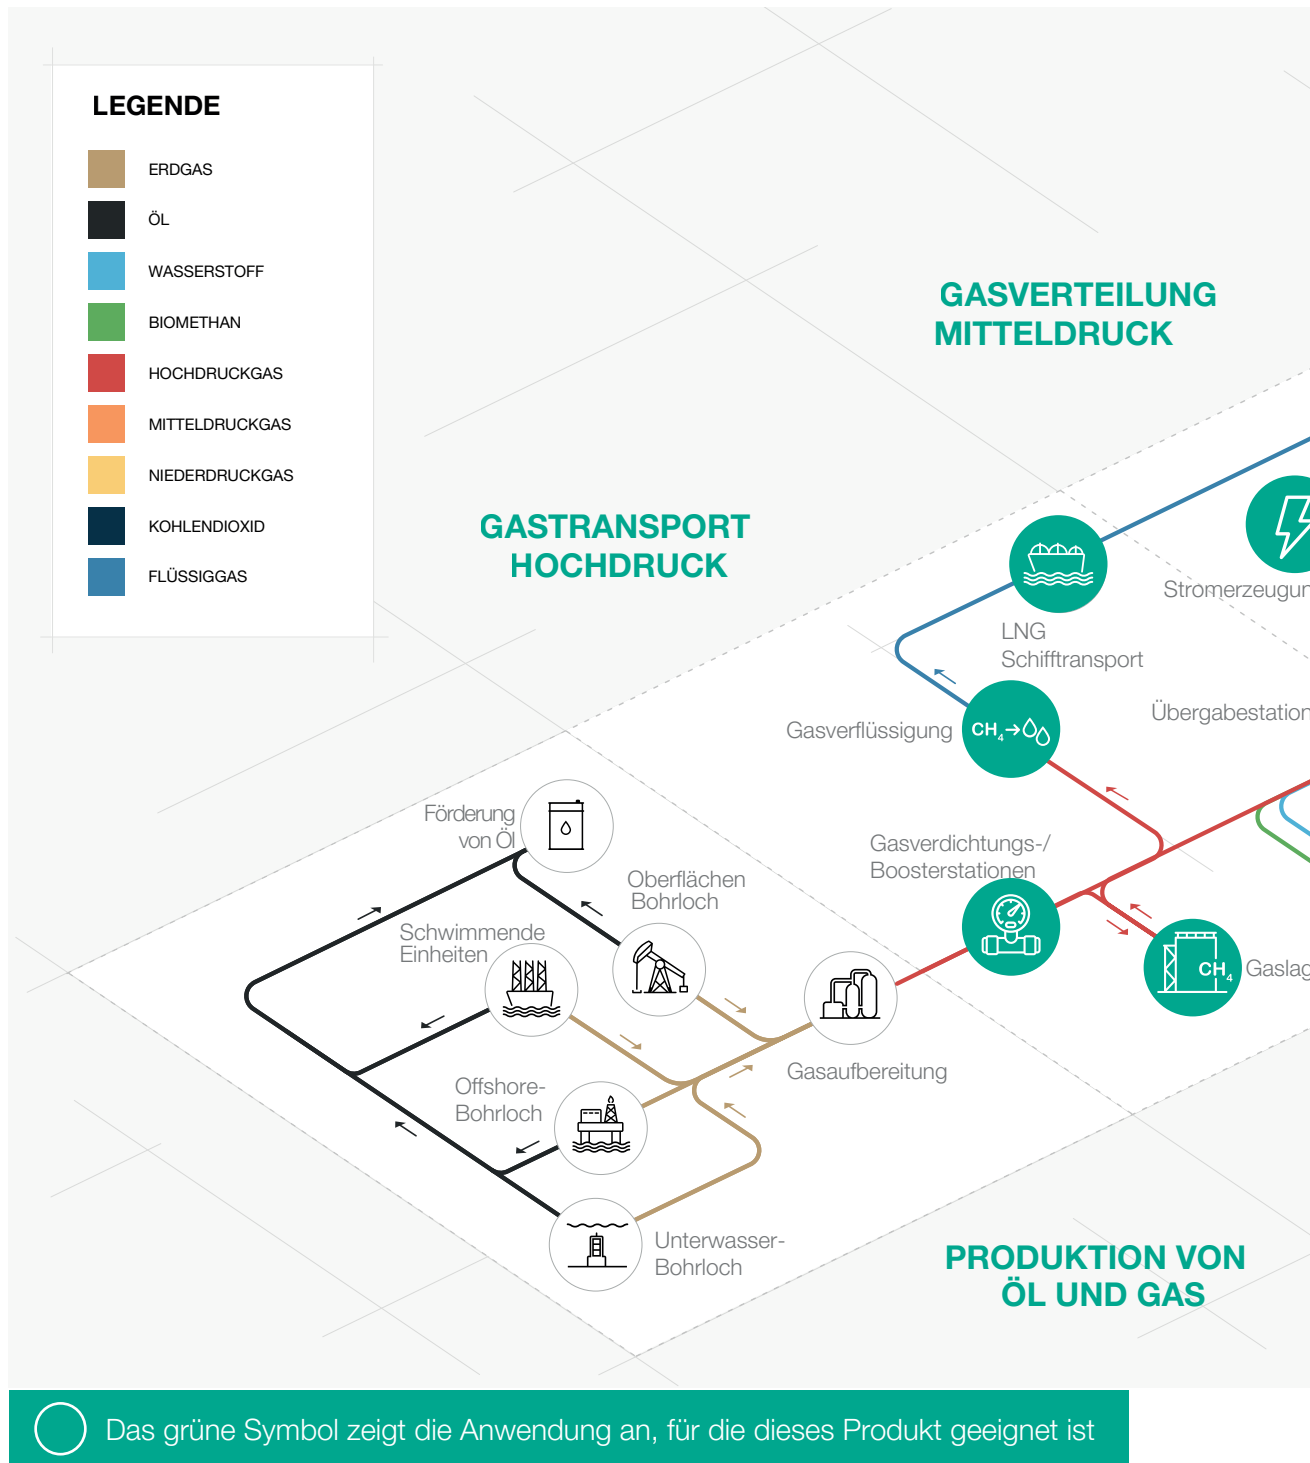 LEGENDE
ERDGAS
ÖL
WASSERSTOFF
BIOMETHAN
HOCHDRUCKGAS
MITTELDRUCKGAS
NIEDERDRUCKGAS
KOHLENDIOXID
FLÜSSIGGAS
GASVERTEILUNG
MITTELDRUCK
GASTRANSPORT
HOCHDRUCK
Stromerzeugun
LNG
Schifftransport
Übergabestation
Gasverflüssigung
CH4
Gasverdichtungs-/
Boosterstationen
Förderung
von Öl
Oberflächen
Bohrloch
Schwimmende
Einheiten
CH4
Gaslag
Gasaufbereitung
Offshore-
Bohrloch
Unterwasser-
Bohrloch
PRODUKTION VON
ÖL UND GAS
Das grüne Symbol zeigt die Anwendung an, für die dieses Produkt geeignet ist